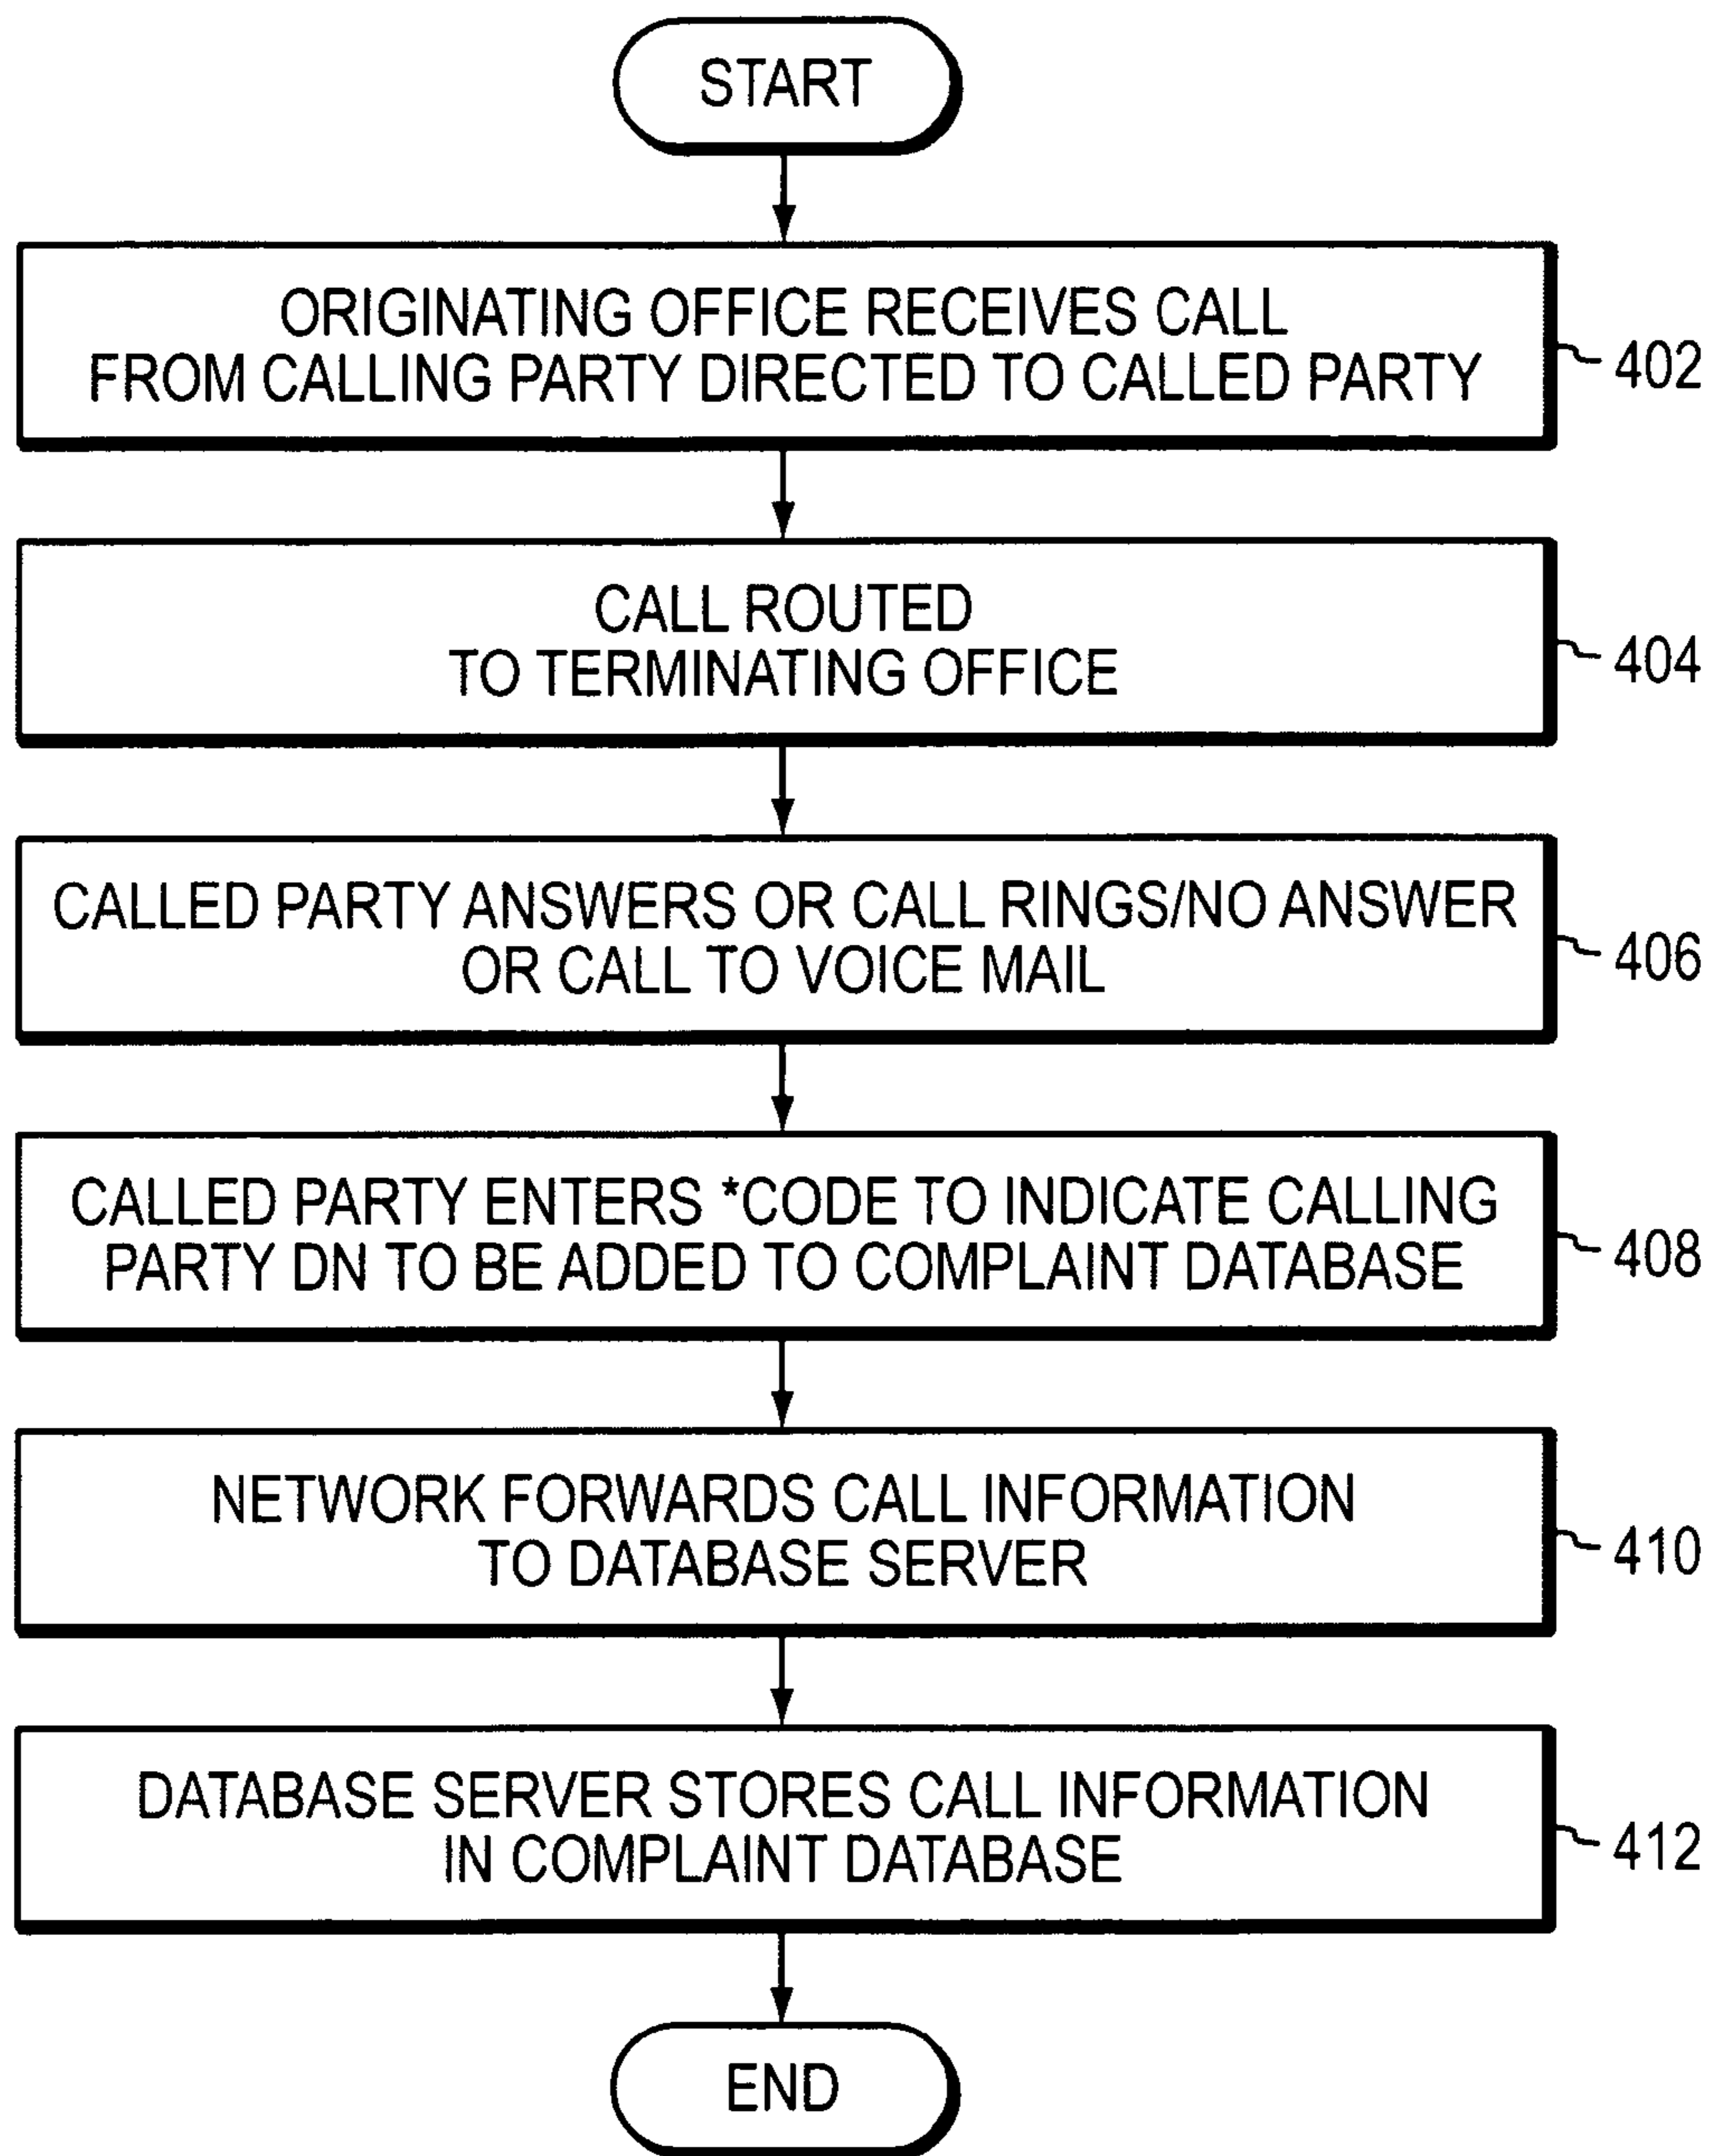 START
ORIGINATING OFFICE RECEIVES CALL
FROM CALLING PARTY DIRECTED TO CALLED PARTY
402
CALL ROUTED
TO TERMINATING OFFICE
404
CALLED PARTY ANSWERS OR CALL RINGS/NO ANSWER
OR CALL TO VOICE MAIL
406
CALLED PARTY ENTERS *CODE TO INDICATE CALLING
PARTY DN TO BE ADDED TO COMPLAINT DATABASE
408
NETWORK FORWARDS CALL INFORMATION
TO DATABASE SERVER
410
DATABASE SERVER STORES CALL INFORMATION
IN COMPLAINT DATABASE
412
END